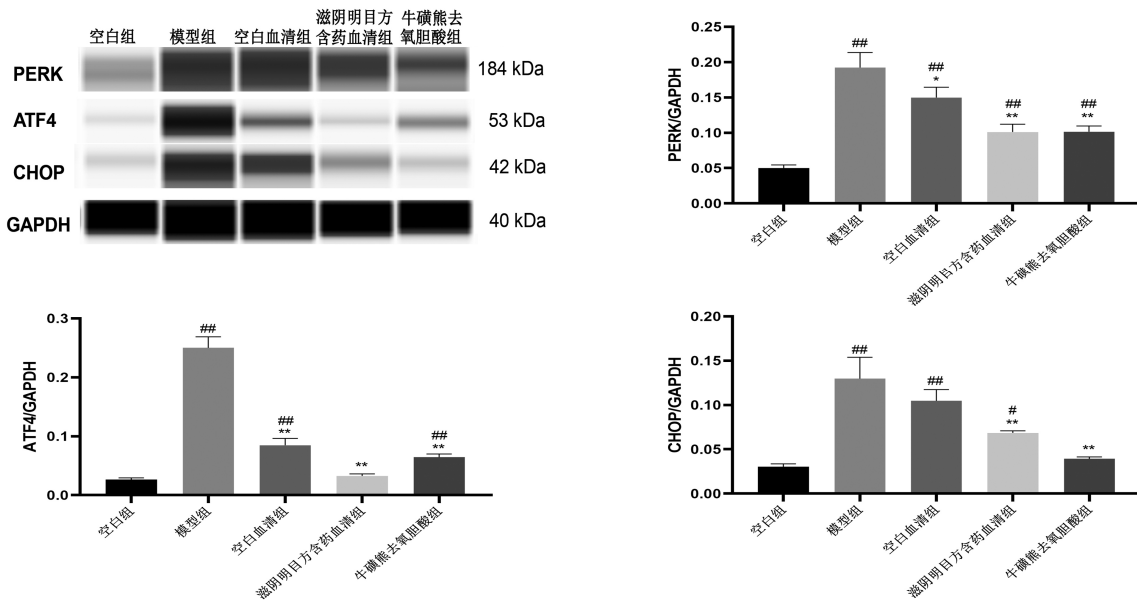 空白组
模型组
空白血清组
滋阴明目方
含药血清组
牛磺熊去
氧胆酸组
PERK
184 kDa
ATF4
53 kDa
CHOP
42 kDa
GAPDH
40 kDa
PERK/GAPDH
0.25
0.20
0.15
0.10
0.05
0.00
##
##
*
##
**
##
**
空白组
模型组
空白血清组
滋阴明目方含药血清组
牛磺熊去氧胆酸组
ATF4/GAPDH
0.3
0.2
0.1
0.0
##
##
**
**
##
**
空白组
模型组
空白血清组
滋阴明目方含药血清组
牛磺熊去氧胆酸组
CHOP/GAPDH
0.20
0.15
0.10
0.05
0.00
##
##
#
**
**
空白组
模型组
空白血清组
滋阴明目方含药血清组
牛磺熊去氧胆酸组